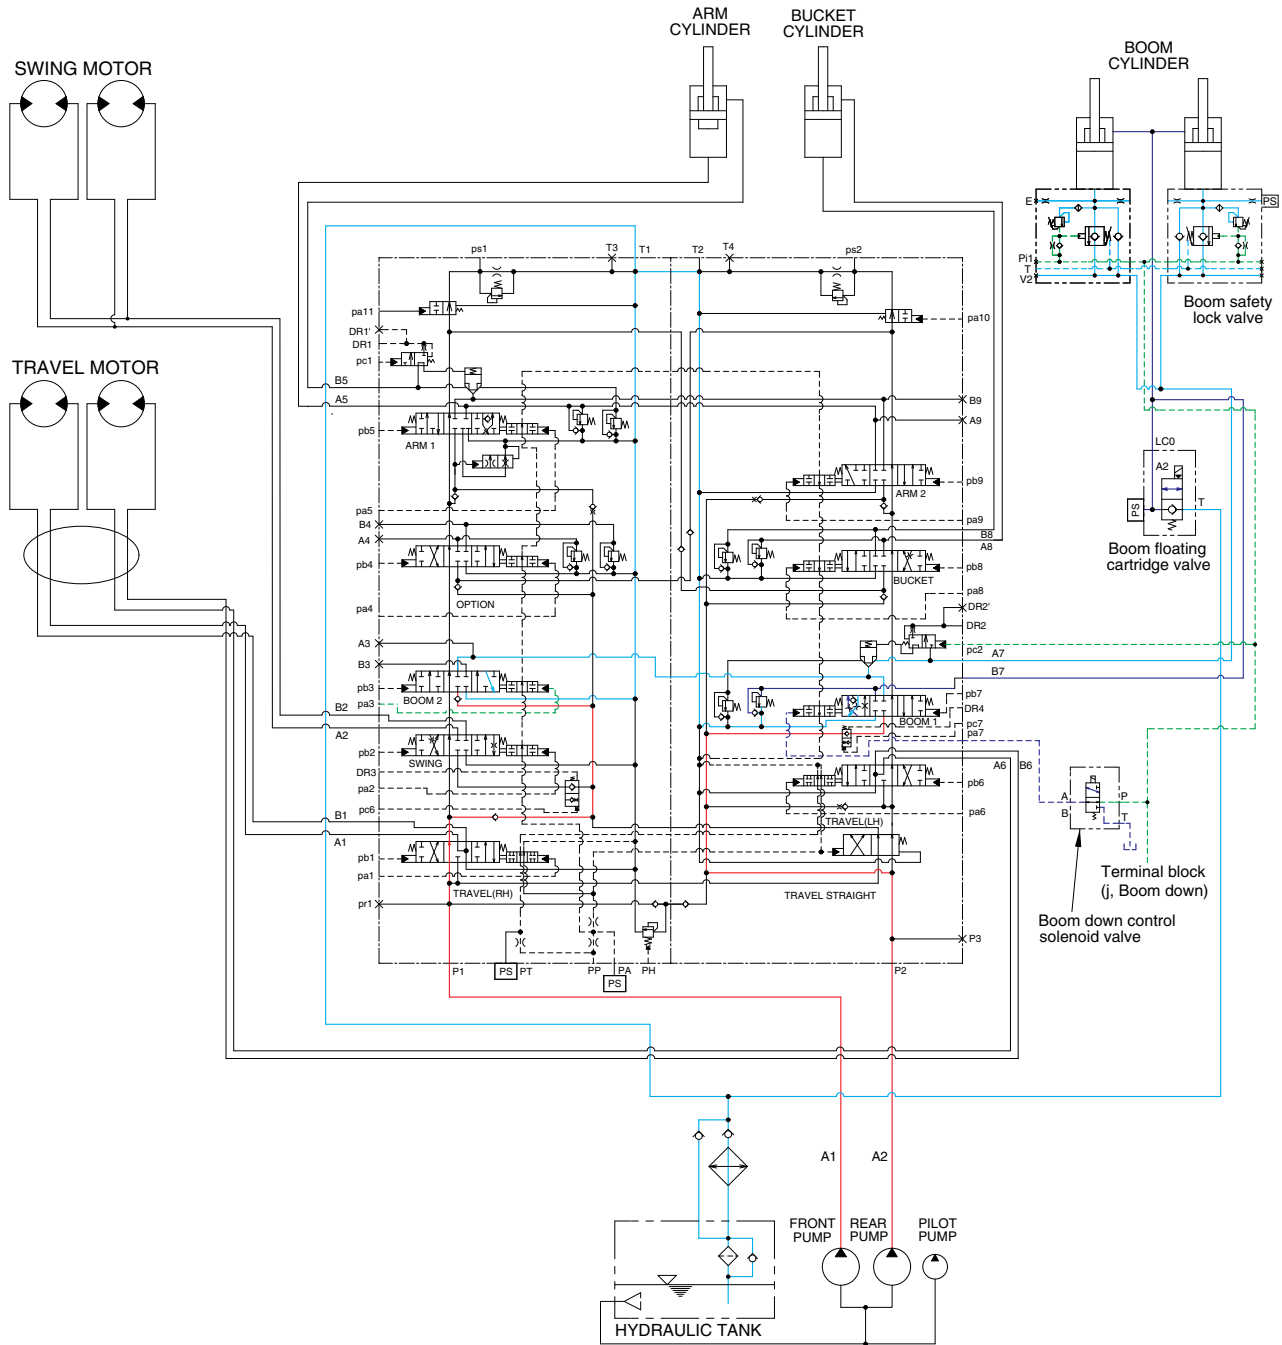 ARM
CYLINDER
BUCKET
CYLINDER
BOOM
CYLINDER
SWING MOTOR
TRAVEL MOTOR
E
PS
Pi1
T
V2
Boom safety
lock valve
ps1
T3
T1
T2
T4
ps2
pa11
DR1'
DR1
pc1
B5
A5
pb5
ARM 1
pa5
B4
A4
pb4
OPTION
pa4
A3
B3
pb3
BOOM 2
pa3
B2
A2
pb2
SWING
DR3
pa2
pc6
B1
A1
pb1
pa1
TRAVEL(RH)
pr1
pa10
B9
A9
pb9
ARM 2
pa9
B8
A8
pb8
BUCKET
pa8
DR2'
DR2
pc2
A7
B7
pb7
DR4
BOOM 1
pc7
pa7
A6
B6
pb6
pa6
TRAVEL(LH)
TRAVEL STRAIGHT
P3
P1
PS
PT
PP
PA
PS
PH
P2
LC0
A2
T
PS
Boom floating
cartridge valve
A
P
B
T
Terminal block
(j, Boom down)
Boom down control
solenoid valve
A1
A2
FRONT
PUMP
REAR
PUMP
PILOT
PUMP
HYDRAULIC TANK